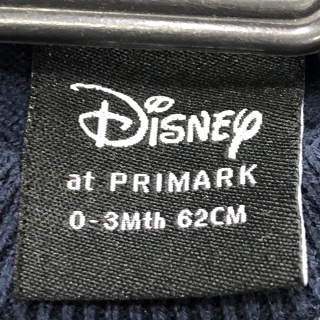 Disney
at PRIMARK
0-3Mth 62CM